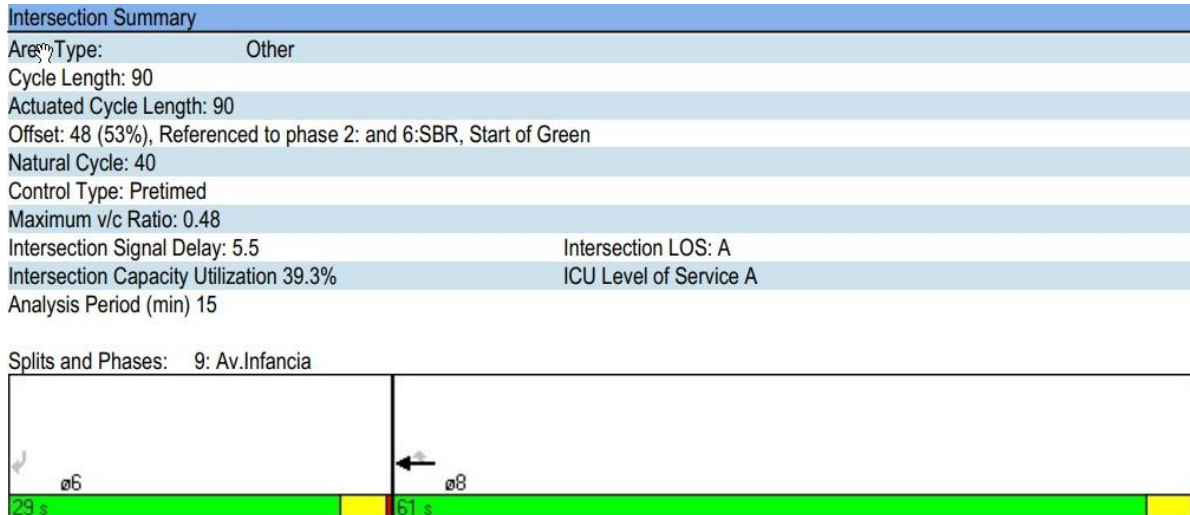 Intersection Summary
Area Type: Other
Cycle Length: 90
Actuated Cycle Length: 90
Offset: 48 (53%), Referenced to phase 2: and 6:SBR, Start of Green
Natural Cycle: 40
Control Type: Pretimed
Maximum v/c Ratio: 0.48
Intersection Signal Delay: 5.5 Intersection LOS: A
Intersection Capacity Utilization 39.3% ICU Level of Service A
Analysis Period (min) 15
Splits and Phases: 9: Av.Infancia
ø6 ø8
29 s 61 s